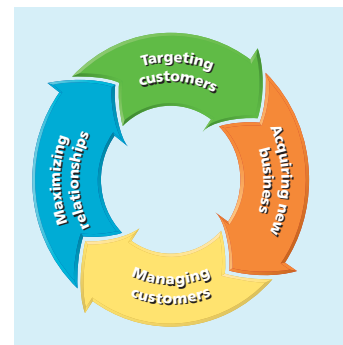 Targeting
customers
Acquiring new
business
Managing
customers
Maximizing
relationships